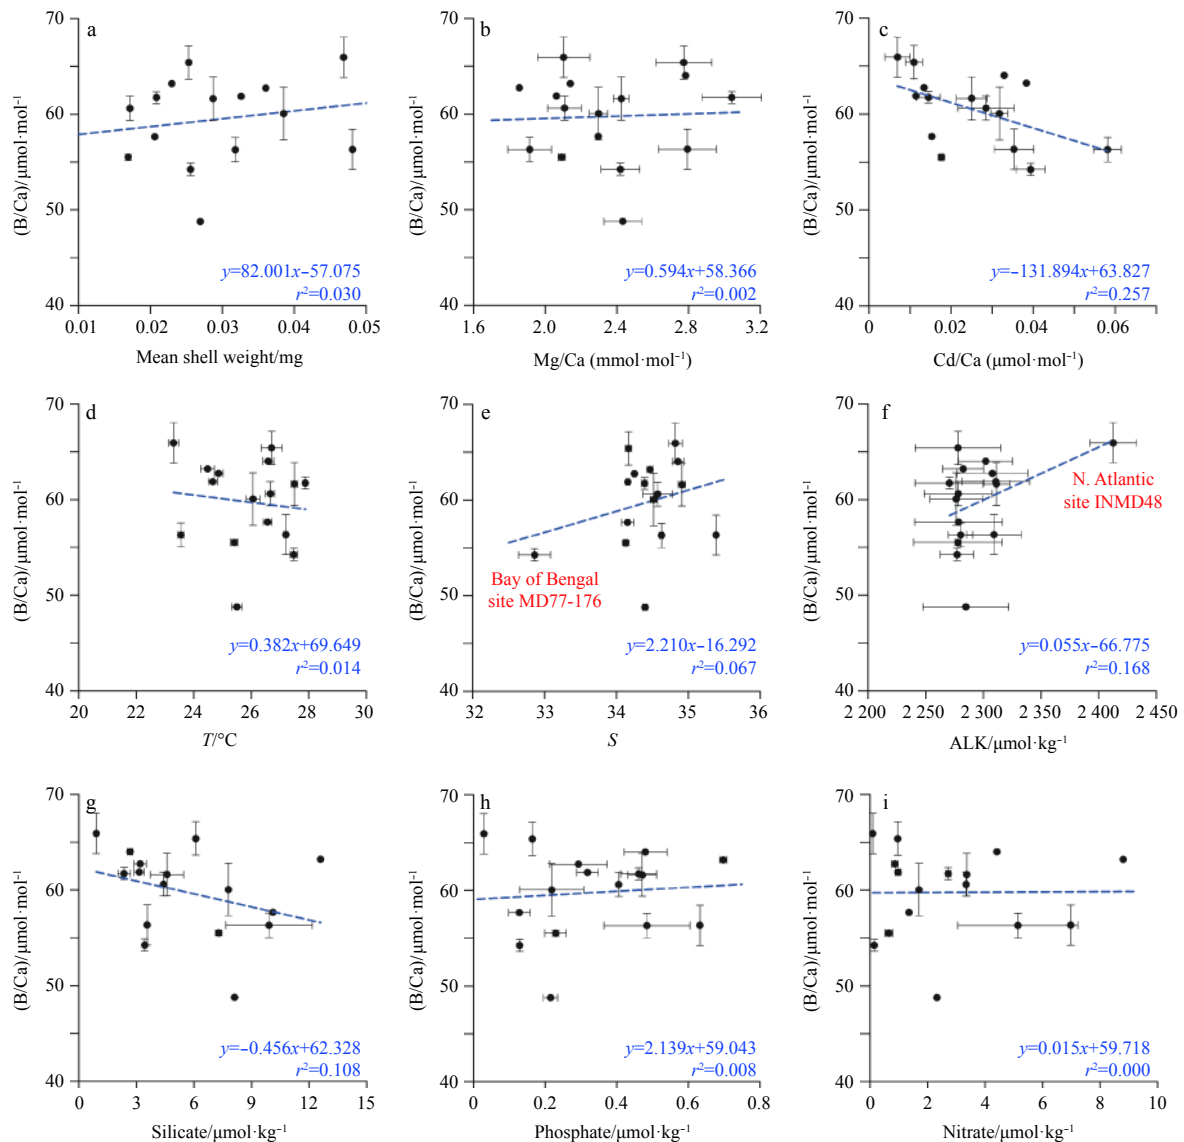 a
70
60
50
40
(B/Ca)/μmol·mol⁻¹
y=82.001x−57.075
r²=0.030
0.01 0.02 0.03 0.04 0.05
Mean shell weight/mg
b
70
60
50
40
(B/Ca)/μmol·mol⁻¹
y=0.594x+58.366
r²=0.002
1.6 2.0 2.4 2.8 3.2
Mg/Ca (mmol·mol⁻¹)
c
70
60
50
40
(B/Ca)/μmol·mol⁻¹
y=−131.894x+63.827
r²=0.257
0 0.02 0.04 0.06
Cd/Ca (μmol·mol⁻¹)
d
70
60
50
40
(B/Ca)/μmol·mol⁻¹
y=0.382x+69.649
r²=0.014
20 22 24 26 28 30
T/°C
e
70
60
50
40
(B/Ca)/μmol·mol⁻¹
Bay of Bengal
site MD77-176
y=2.210x−16.292
r²=0.067
32 33 34 35 36
S
f
70
60
50
40
(B/Ca)/μmol·mol⁻¹
N. Atlantic
site INMD48
y=0.055x−66.775
r²=0.168
2 200 2 250 2 300 2 350 2 400 2 450
ALK/μmol·kg⁻¹
g
70
60
50
40
(B/Ca)/μmol·mol⁻¹
y=−0.456x+62.328
r²=0.108
0 3 6 9 12 15
Silicate/μmol·kg⁻¹
h
70
60
50
40
(B/Ca)/μmol·mol⁻¹
y=2.139x+59.043
r²=0.008
0 0.2 0.4 0.6 0.8
Phosphate/μmol·kg⁻¹
i
70
60
50
40
(B/Ca)/μmol·mol⁻¹
y=0.015x+59.718
r²=0.000
0 2 4 6 8 10
Nitrate/μmol·kg⁻¹